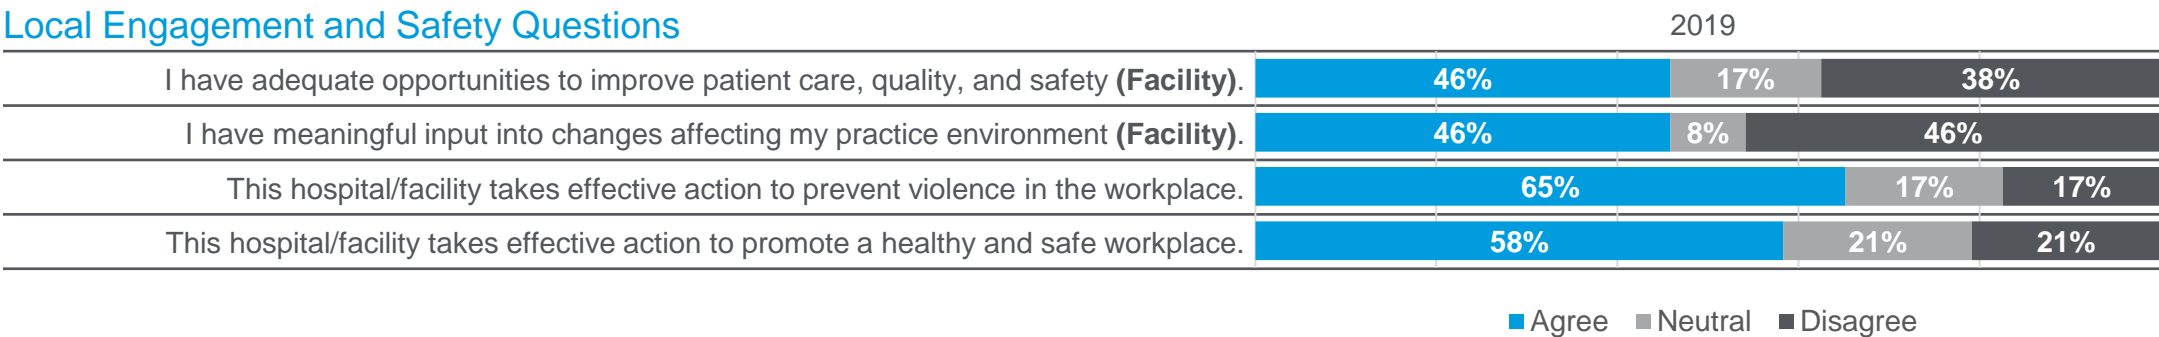 Local Engagement and Safety Questions 2019
I have adequate opportunities to improve patient care, quality, and safety (Facility). 46% 17% 38%
I have meaningful input into changes affecting my practice environment (Facility). 46% 8% 46%
This hospital/facility takes effective action to prevent violence in the workplace. 65% 17% 17%
This hospital/facility takes effective action to promote a healthy and safe workplace. 58% 21% 21%
Agree Neutral Disagree